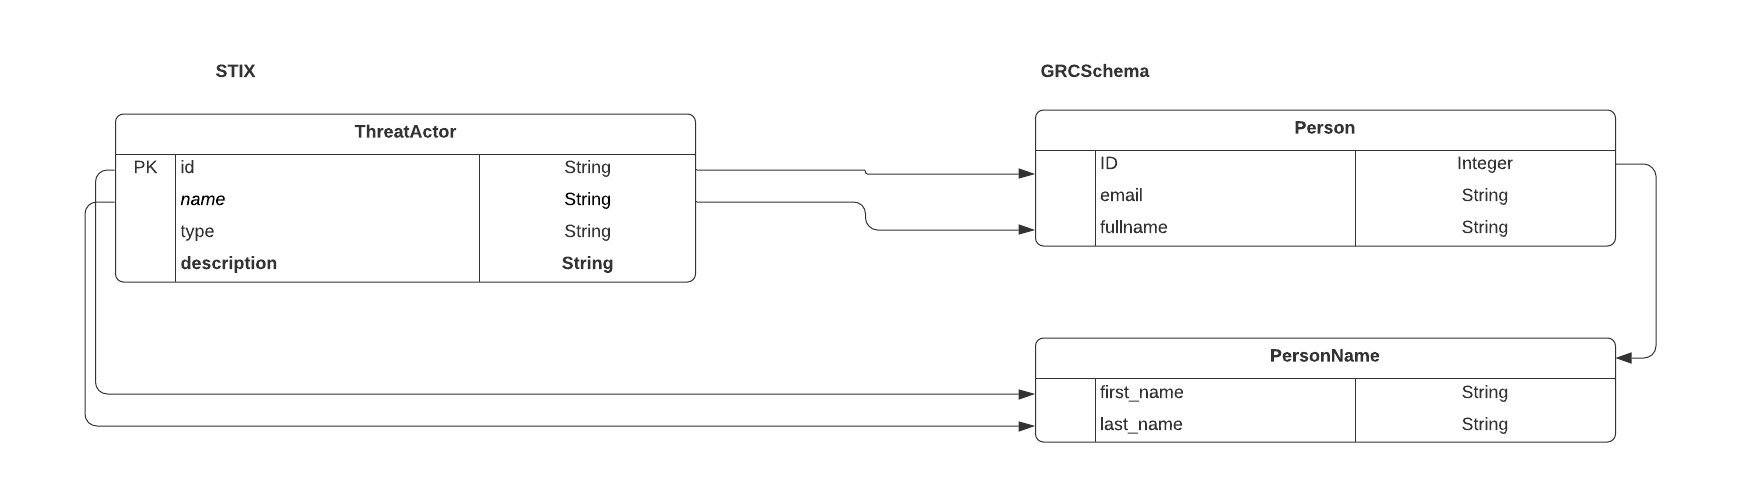 STIX
GRCSchema
ThreatActor
PK id String
name String
type String
description String
Person
ID Integer
email String
fullname String
PersonName
first_name String
last_name String